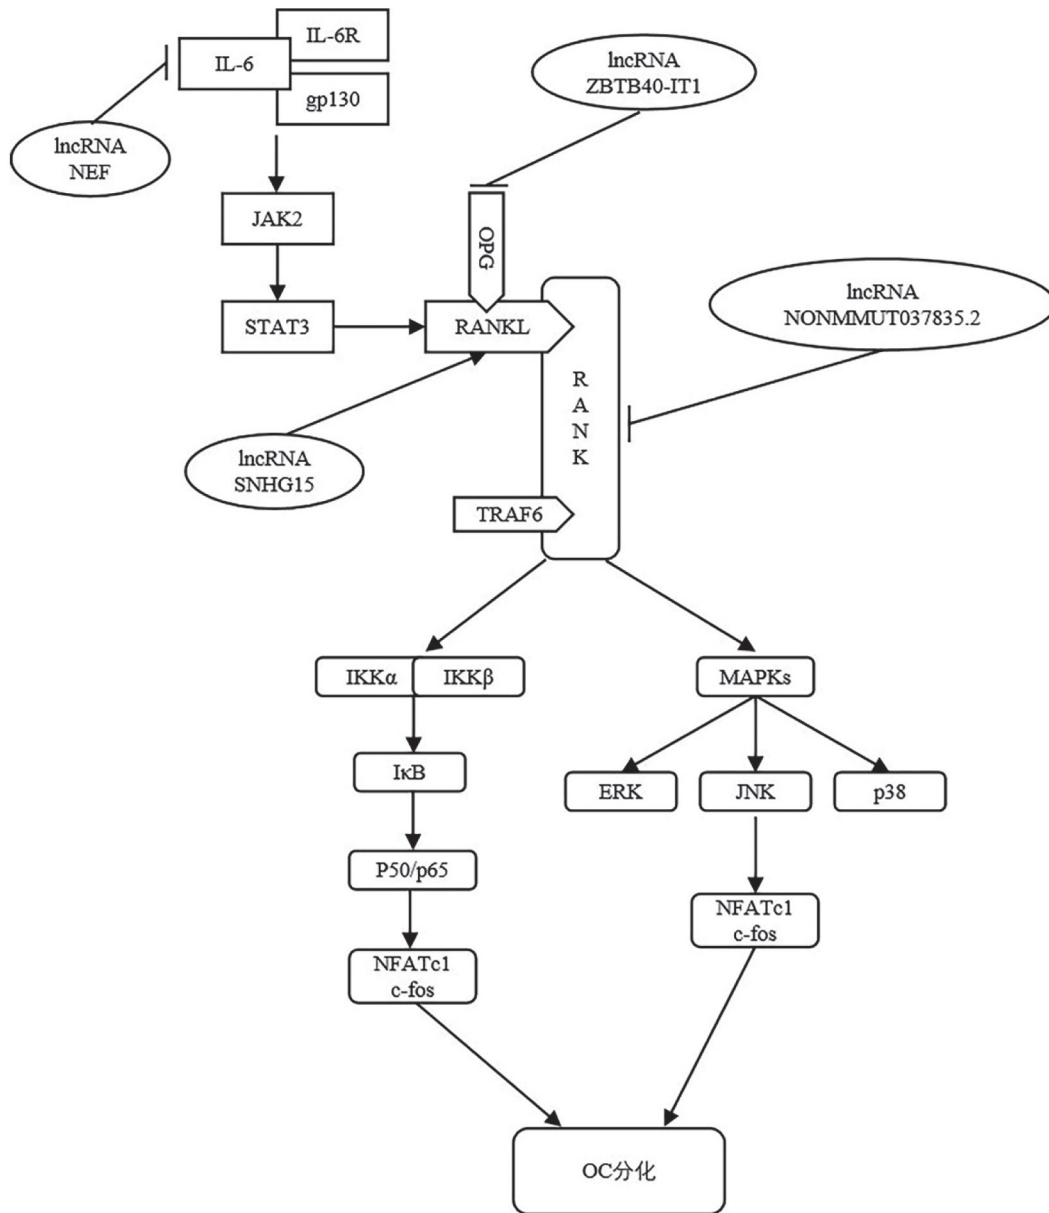 IL-6R
IL-6
gp130
lncRNA
ZBTB40-IT1
lncRNA
NEF
JAK2
OPG
lncRNA
NONMMUT037835.2
STAT3
RANKL
RANK
lncRNA
SNHG15
TRAF6
IKKα
IKKβ
MAPKs
IκB
ERK
JNK
p38
P50/p65
NFATc1
c-fos
NFATc1
c-fos
OC分化